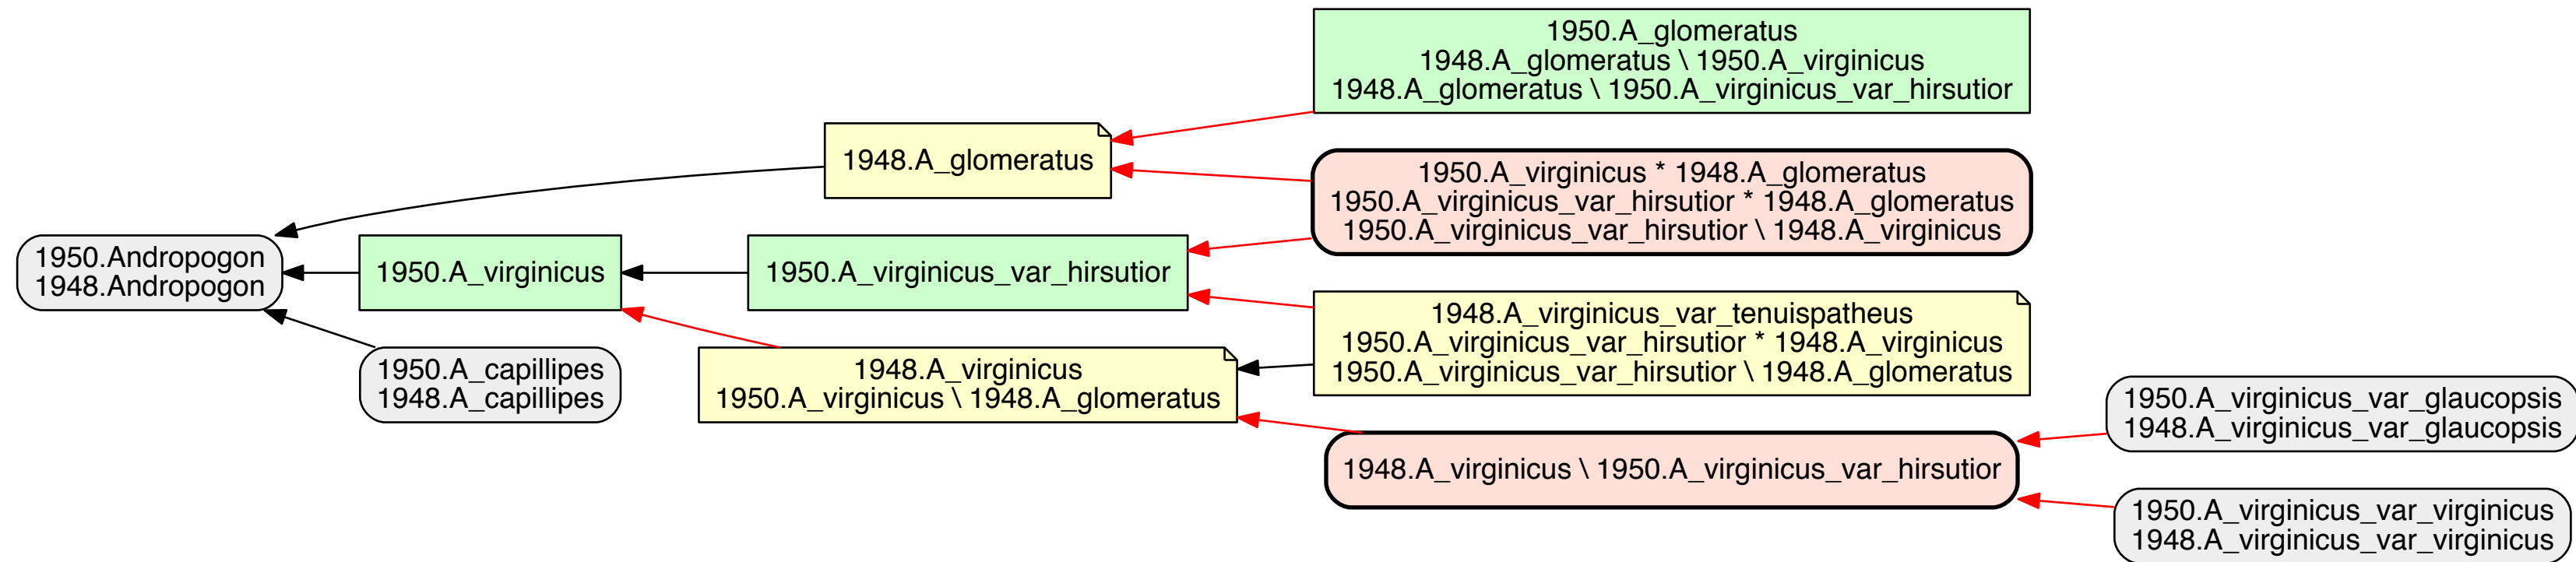 1950.A_glomeratus
1948.A_glomeratus \ 1950.A_virginicus
1948.A_glomeratus \ 1950.A_virginicus_var_hirsutior
1948.A_glomeratus
1950.A_virginicus * 1948.A_glomeratus
1950.A_virginicus_var_hirsutior * 1948.A_glomeratus
1950.A_virginicus_var_hirsutior \ 1948.A_virginicus
1950.Andropogon
1948.Andropogon
1950.A_virginicus
1950.A_virginicus_var_hirsutior
1948.A_virginicus_var_tenuispatheus
1950.A_virginicus_var_hirsutior * 1948.A_virginicus
1950.A_virginicus_var_hirsutior \ 1948.A_glomeratus
1950.A_capillipes
1948.A_capillipes
1948.A_virginicus
1950.A_virginicus \ 1948.A_glomeratus
1950.A_virginicus_var_glaucopsis
1948.A_virginicus_var_glaucopsis
1948.A_virginicus \ 1950.A_virginicus_var_hirsutior
1950.A_virginicus_var_virginicus
1948.A_virginicus_var_virginicus